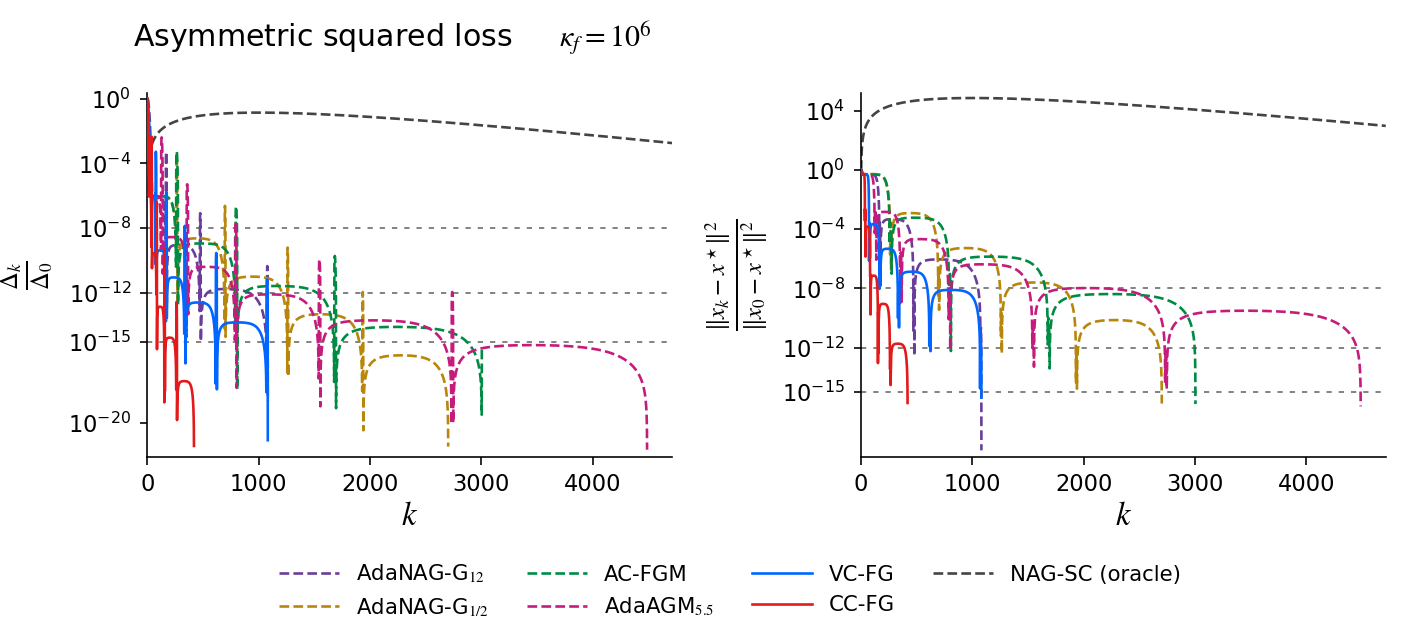 Asymmetric squared loss κ_f = 10^6
Δ_k / Δ_0
10^0
10^−4
10^−8
10^−12
10^−15
10^−20
0 1000 2000 3000 4000
k
‖x_k − x^⋆‖^2 / ‖x_0 − x^⋆‖^2
10^4
10^0
10^−4
10^−8
10^−12
10^−15
0 1000 2000 3000 4000
k
AdaNAG-G_12 AC-FGM VC-FG NAG-SC (oracle)
AdaNAG-G_1/2 AdaAGM_5.5 CC-FG